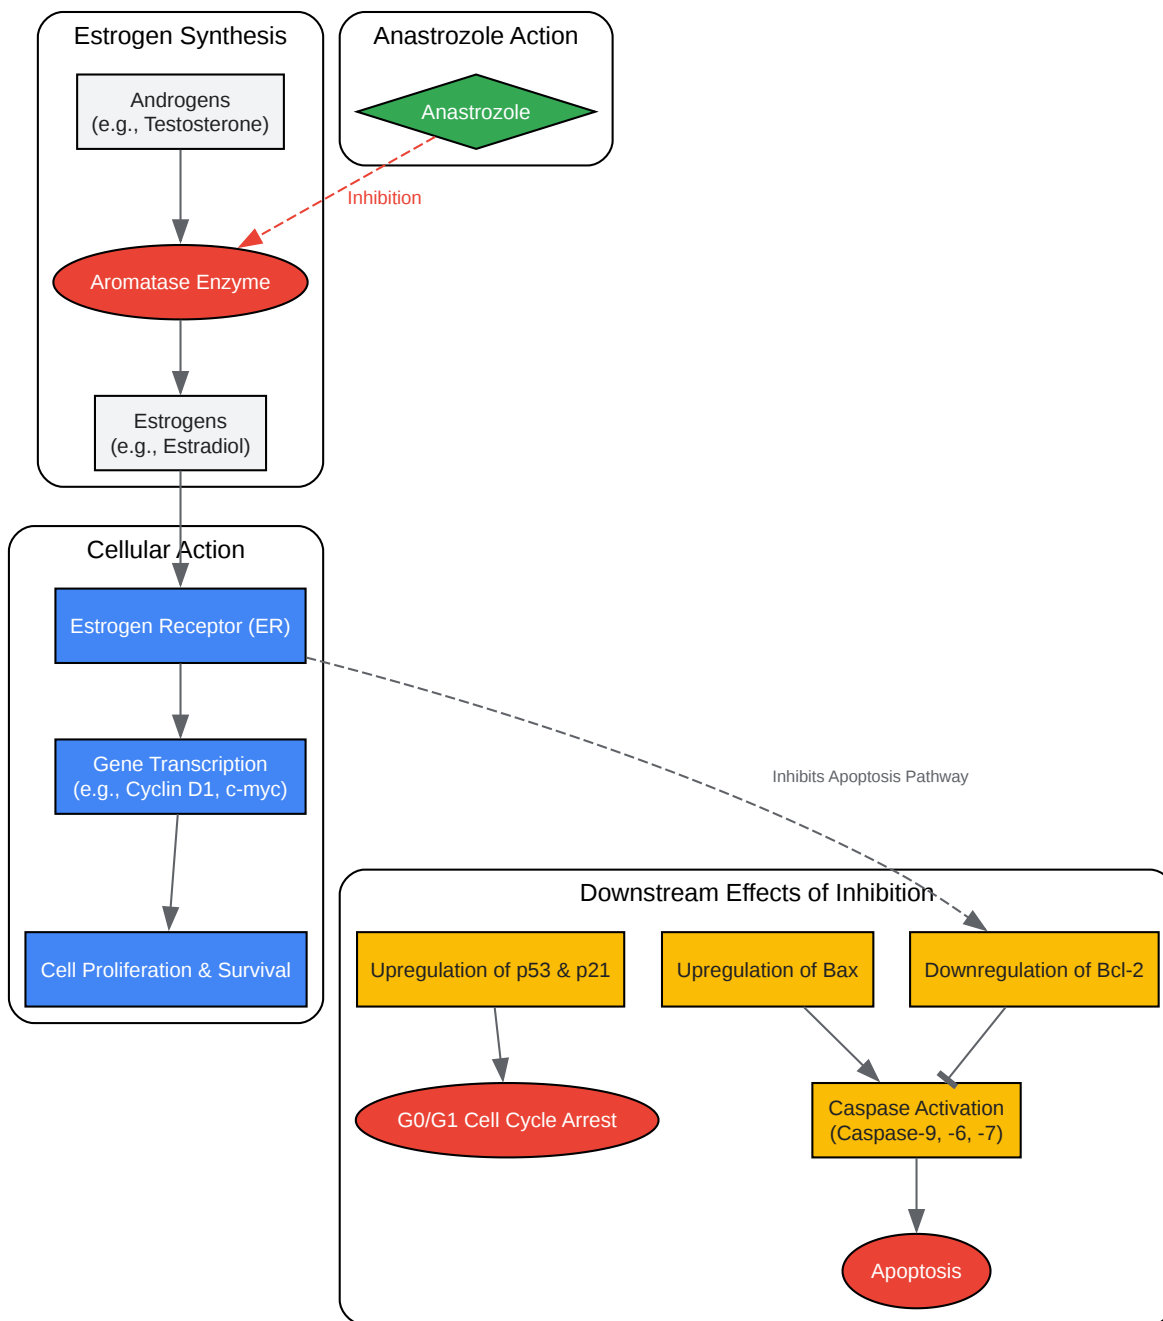 Estrogen Synthesis
Androgens
(e.g., Testosterone)
Aromatase Enzyme
Estrogens
(e.g., Estradiol)
Anastrozole Action
Anastrozole
Inhibition
Cellular Action
Estrogen Receptor (ER)
Gene Transcription
(e.g., Cyclin D1, c-myc)
Cell Proliferation & Survival
Inhibits Apoptosis Pathway
Downstream Effects of Inhibition
Upregulation of p53 & p21
Upregulation of Bax
Downregulation of Bcl-2
G0/G1 Cell Cycle Arrest
Caspase Activation
(Caspase-9, -6, -7)
Apoptosis